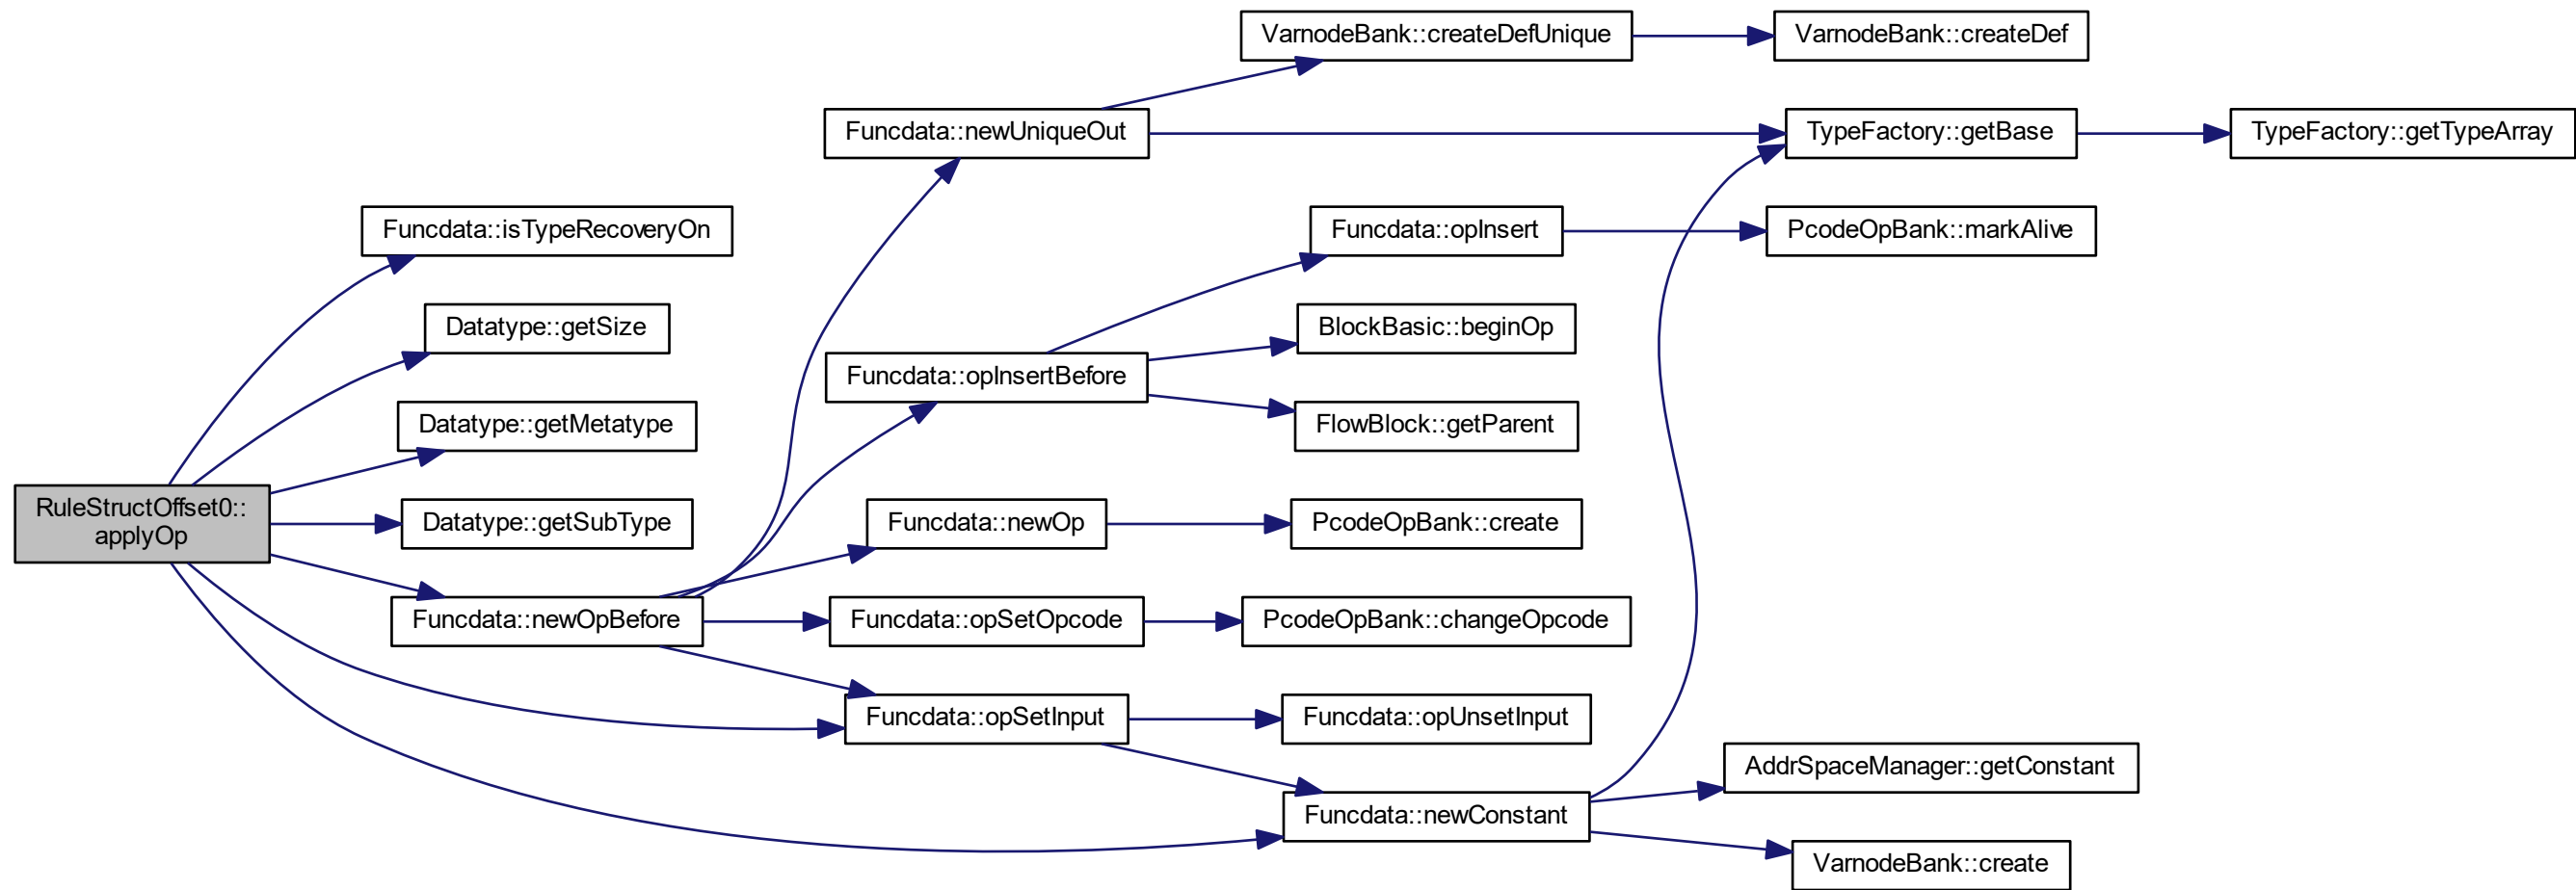 VarnodeBank::createDefUnique
VarnodeBank::createDef
Funcdata::newUniqueOut
TypeFactory::getBase
TypeFactory::getTypeArray
Funcdata::isTypeRecoveryOn
Funcdata::opInsert
PcodeOpBank::markAlive
Datatype::getSize
BlockBasic::beginOp
Funcdata::opInsertBefore
Datatype::getMetatype
FlowBlock::getParent
RuleStructOffset0::
applyOp
Datatype::getSubType
Funcdata::newOp
PcodeOpBank::create
Funcdata::newOpBefore
Funcdata::opSetOpcode
PcodeOpBank::changeOpcode
Funcdata::opSetInput
Funcdata::opUnsetInput
AddrSpaceManager::getConstant
Funcdata::newConstant
VarnodeBank::create